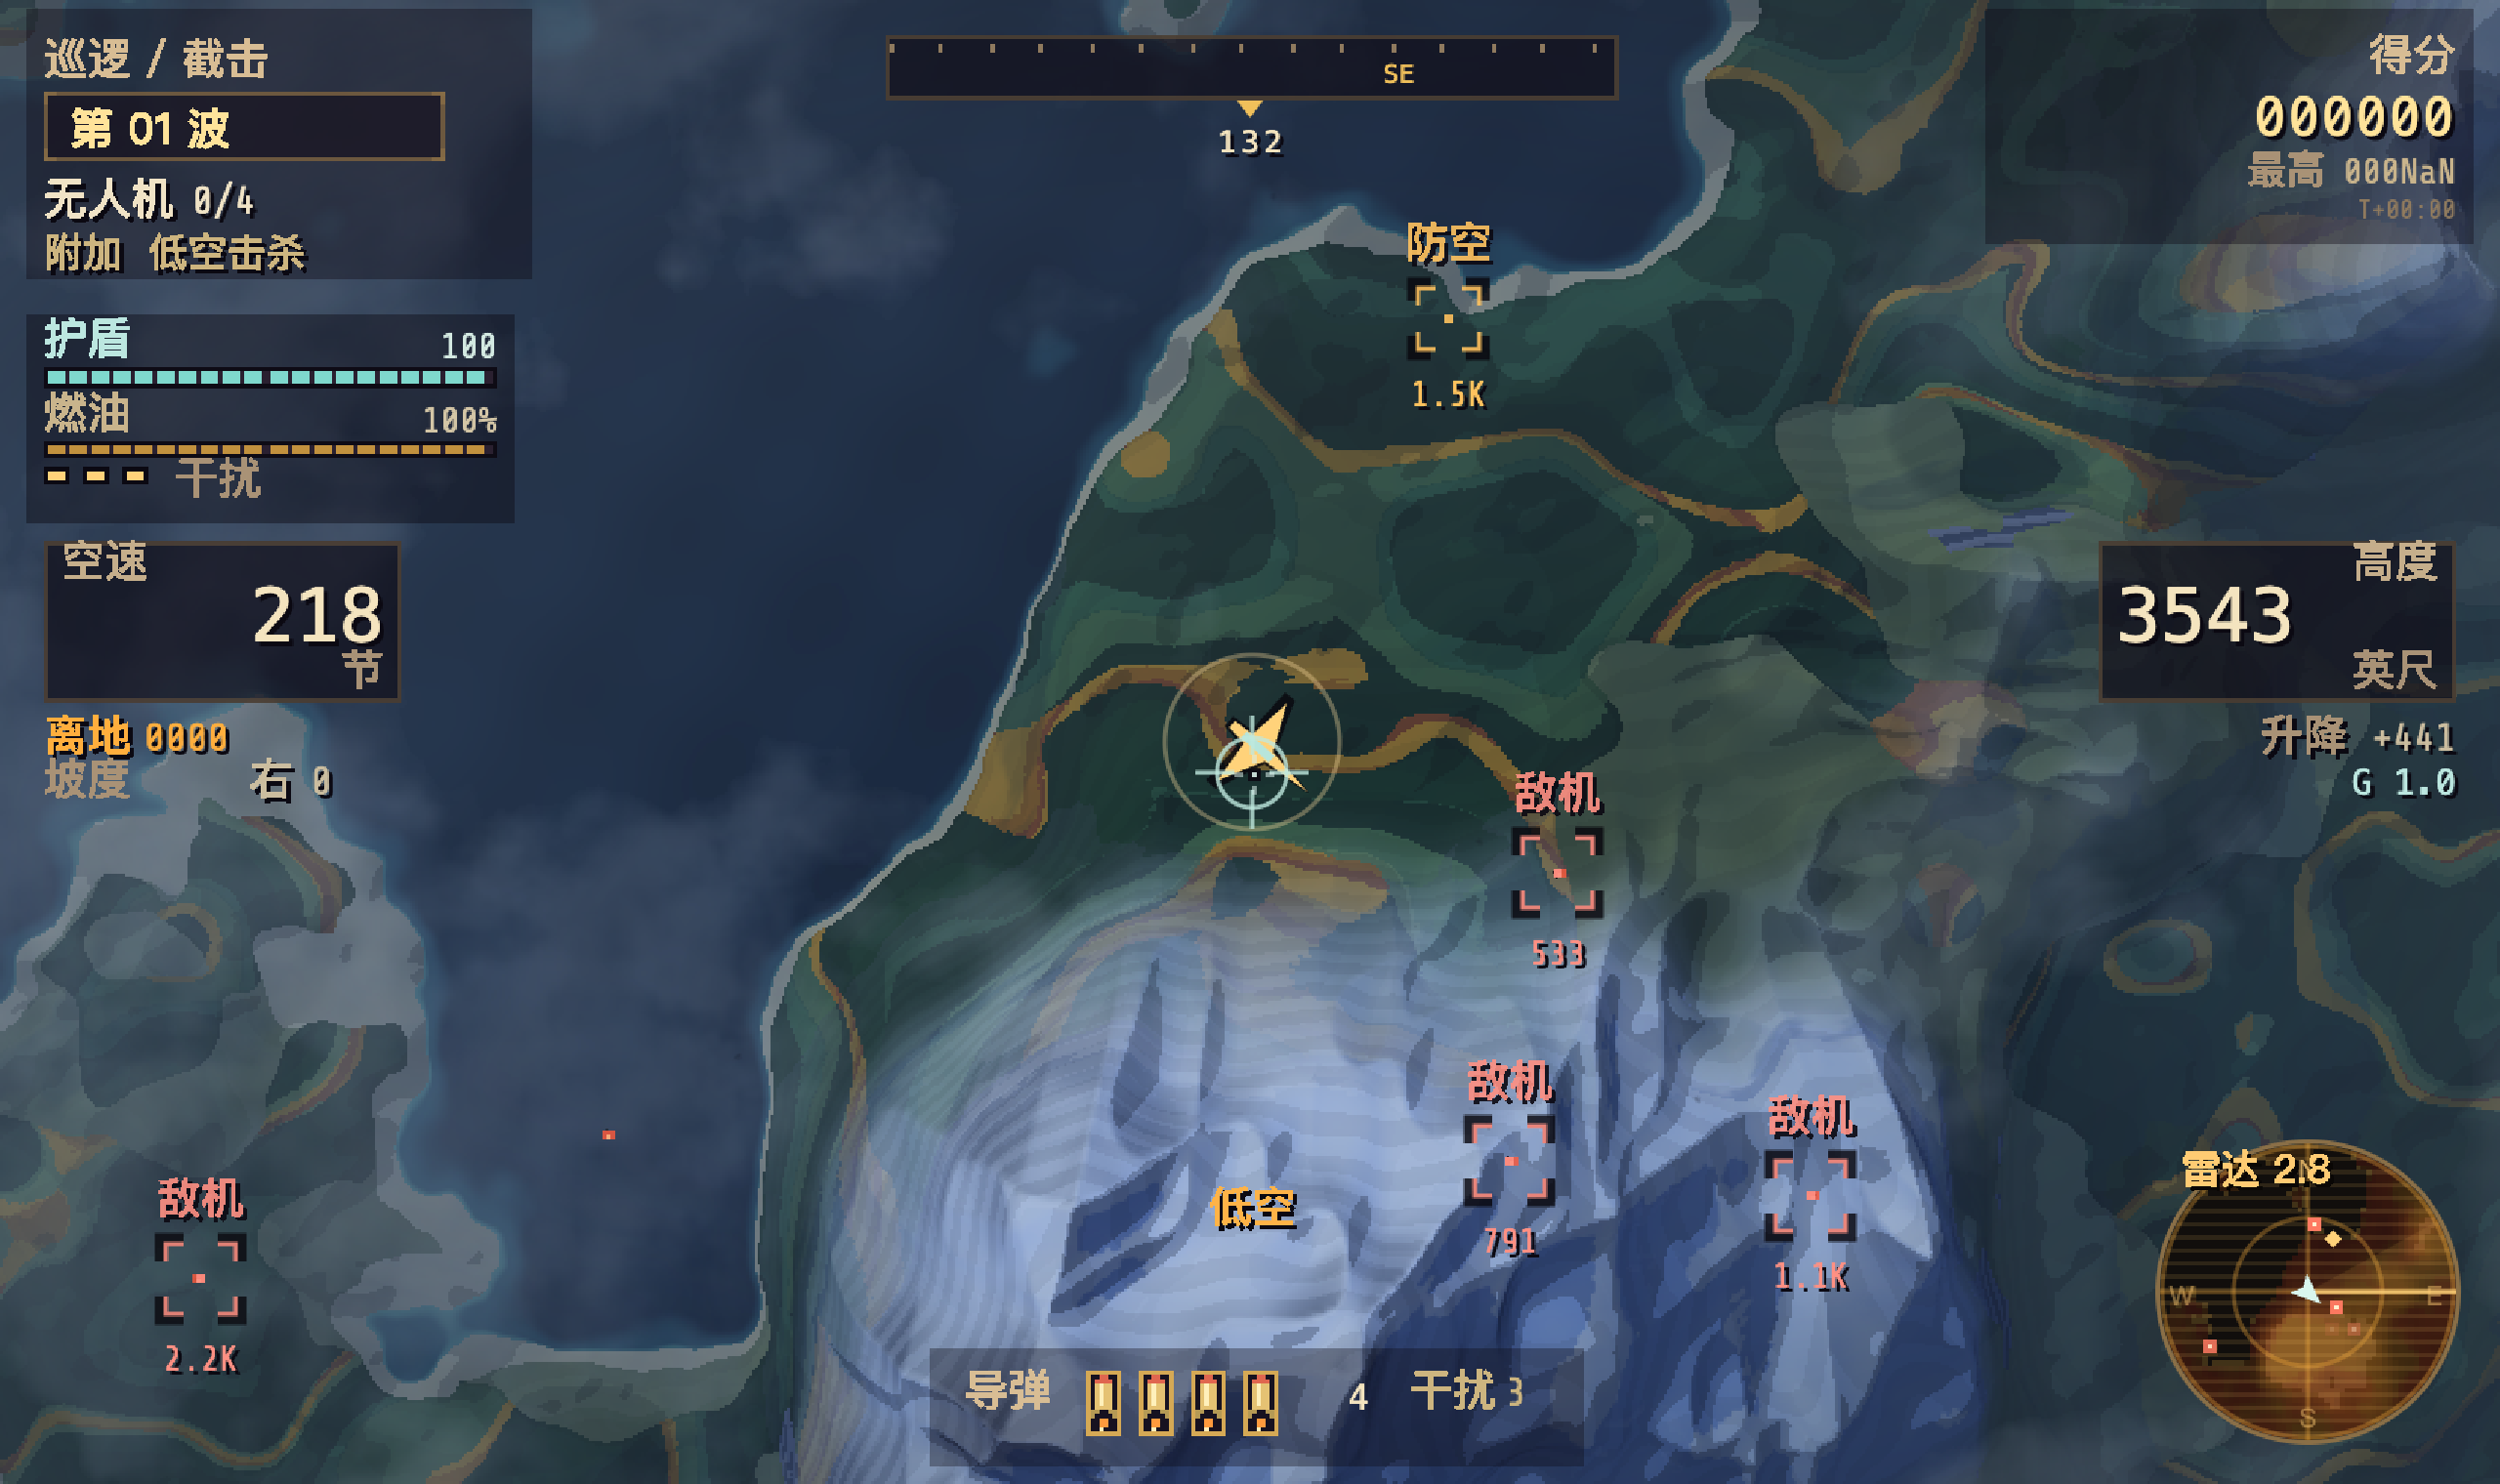 巡逻 / 截击
第 01 波
无人机 0/4
附加 低空击杀
护盾 100
燃油 100%
干扰
空速
218
节
离地 0000
坡度 右 0
SE
132
得分
000000
最高 000NaN
T+00:00
防空
1.5K
高度
3543
英尺
升降 +441
G 1.0
敌机
533
敌机
791
敌机
1.1K
敌机
2.2K
低空
导弹 4 干扰 3
雷达 2.8
N
W E
S